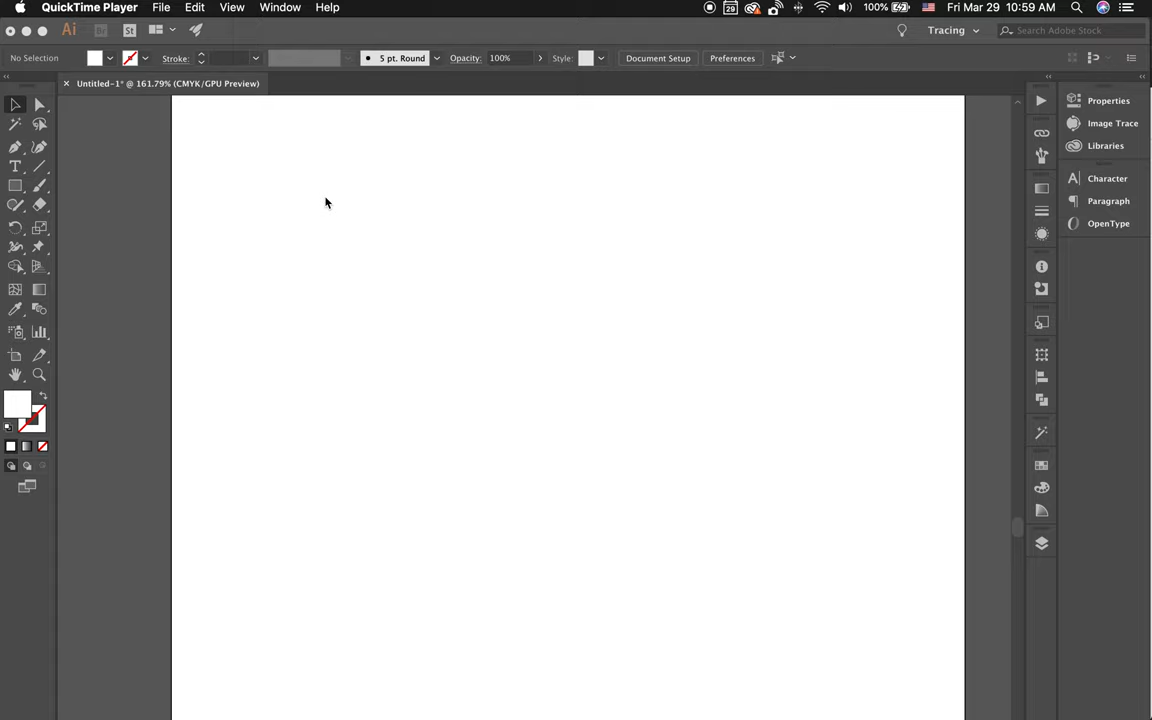 QuickTime Player File Edit View Window Help 29 100% Fri Mar 29 10:59 AM
Ai Br St Tracing Search Adobe Stock
No Selection Stroke: 5 pt. Round Opacity: 100% Style: Document Setup Preferences
× Untitled-1* @ 161.79% (CMYK/GPU Preview)
Properties
Image Trace
Libraries
Character
Paragraph
OpenType